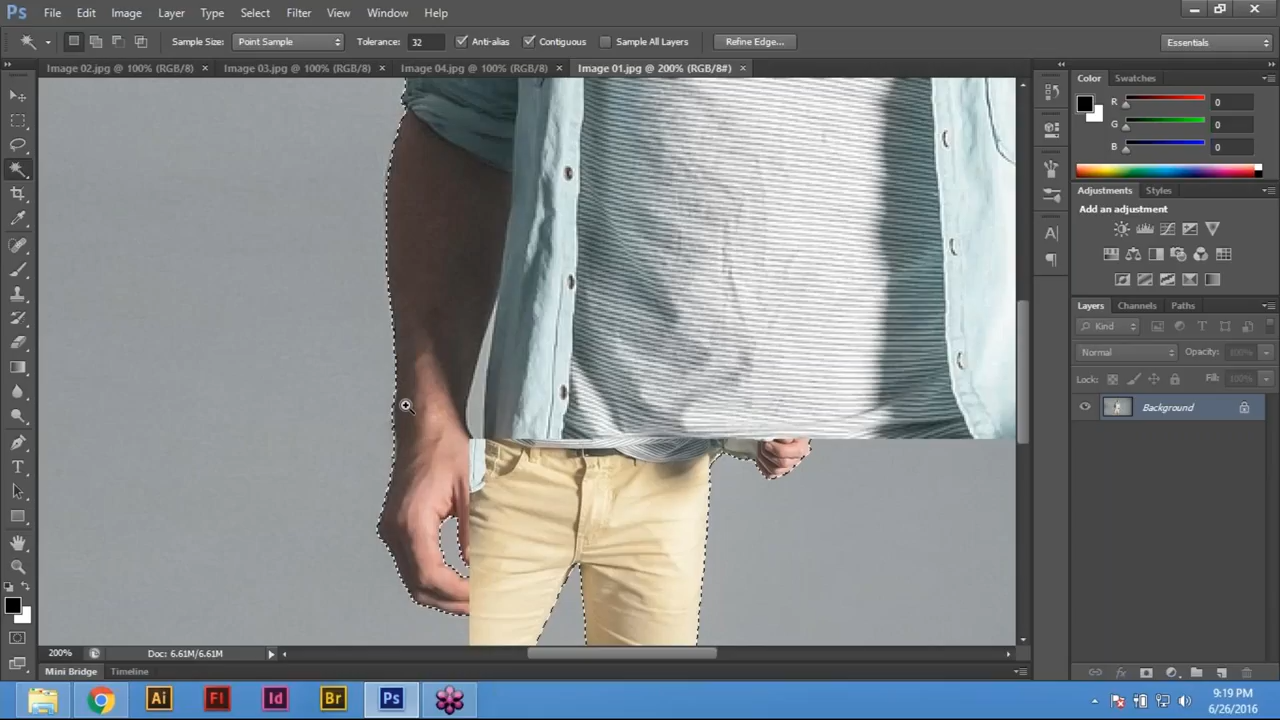 Ps File Edit Image Layer Type Select Filter View Window Help
Sample Size: Point Sample Tolerance: 32 Anti-alias Contiguous Sample All Layers Refine Edge... Essentials
Image 02.jpg @ 100% (RGB/8) × Image 03.jpg @ 100% (RGB/8) × Image 04.jpg @ 100% (RGB/8) × Image 01.jpg @ 200% (RGB/8#) ×
Color Swatches
R 0
G 0
B 0
Adjustments Styles
Add an adjustment
Layers Channels Paths
Kind
Normal Opacity: 100%
Lock: Fill: 100%
Background
200% Doc: 6.61M/6.61M
Mini Bridge Timeline
Ai Fl Id Br Ps
9:19 PM
6/26/2016